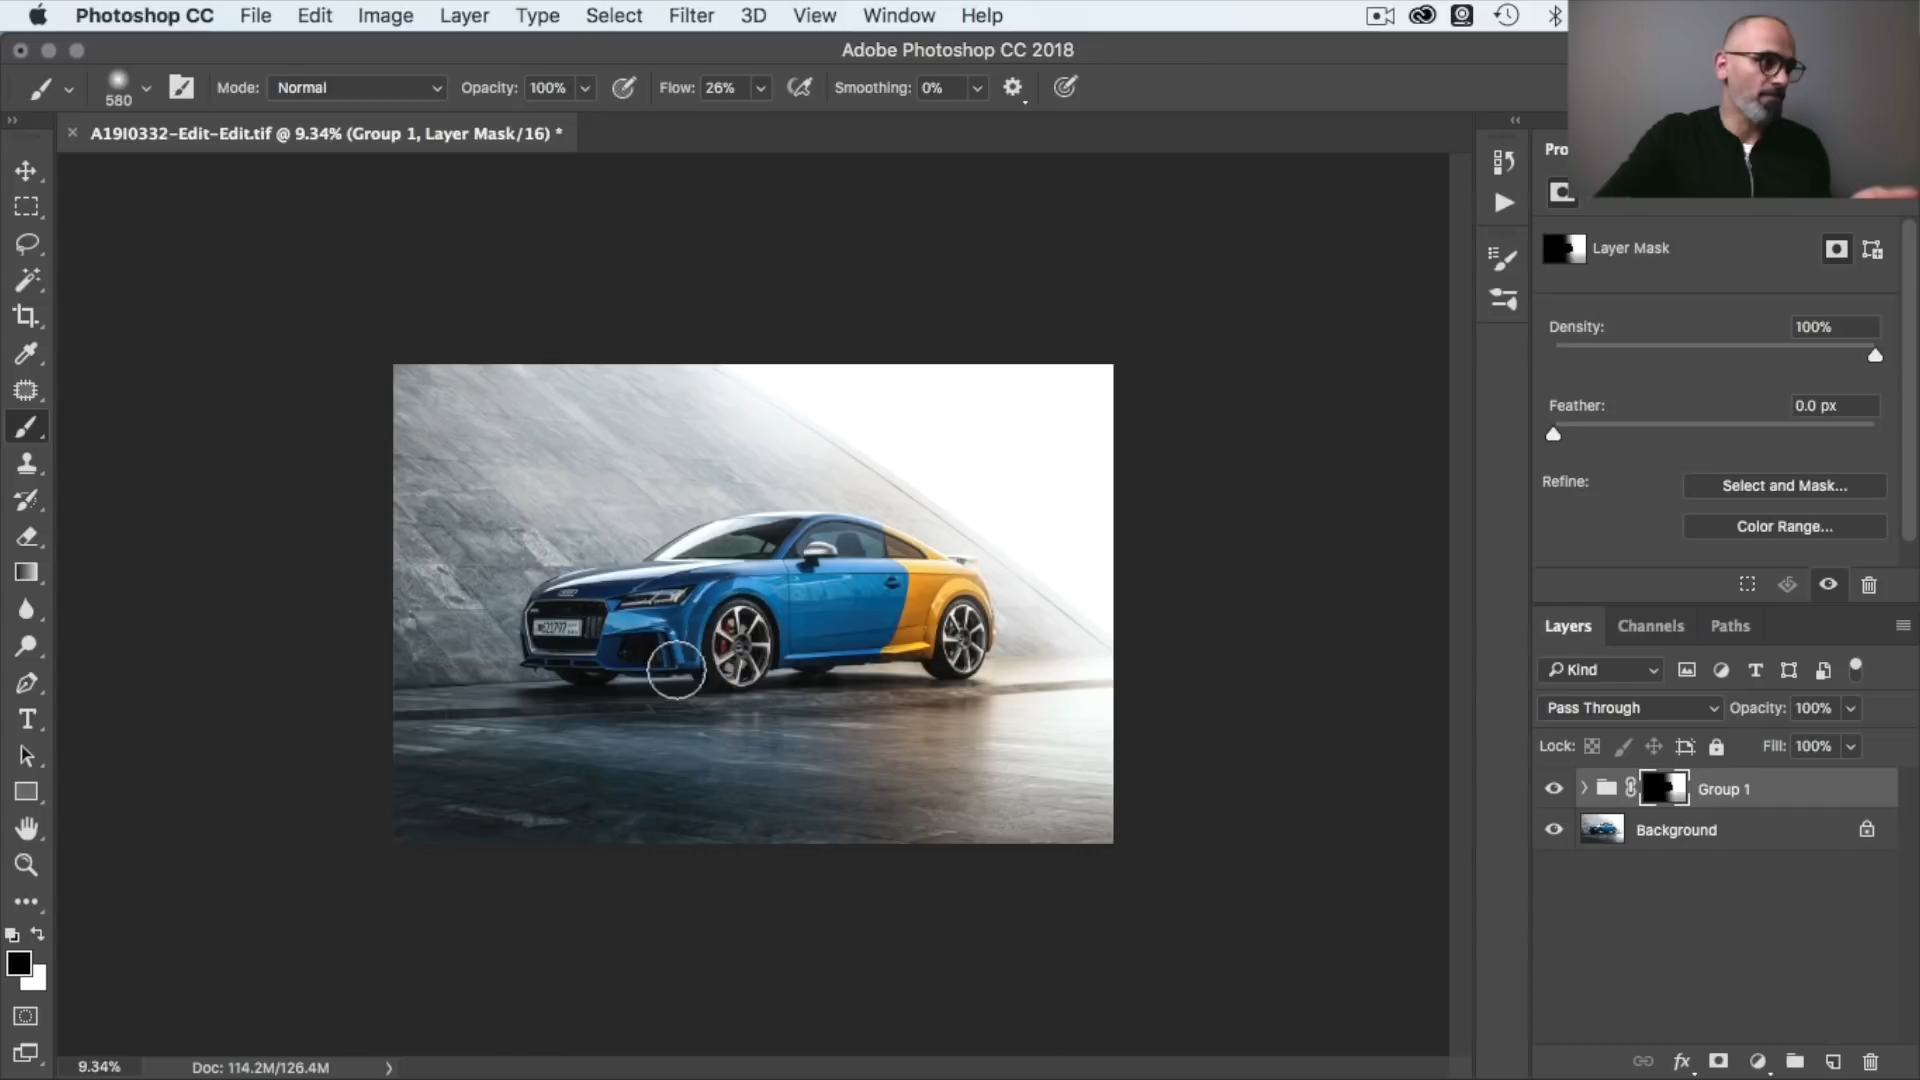 Photoshop CC File Edit Image Layer Type Select Filter 3D View Window Help
Adobe Photoshop CC 2018
580 Mode: Normal Opacity: 100% Flow: 26% Smoothing: 0%
A19I0332-Edit-Edit.tif @ 9.34% (Group 1, Layer Mask/16) *
Pro
Layer Mask
Density: 100%
Feather: 0.0 px
Refine: Select and Mask...
Color Range...
Layers Channels Paths
Kind
Pass Through Opacity: 100%
Lock: Fill: 100%
Group 1
Background
9.34% Doc: 114.2M/126.4M